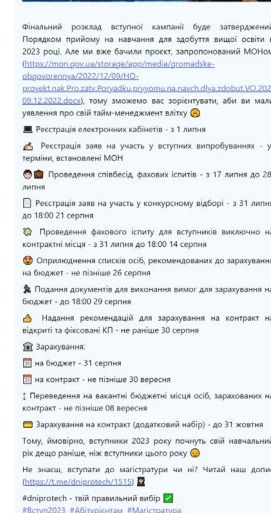 Фінальний розклад вступної кампанії буде затверджений
Порядком прийому на навчання для здобуття вищої освіти в
2023 році. Але ми вже бачили проєкт, запропонований МОНом
(https://mon.gov.ua/storage/app/media/gromadske-
obgovorennya/2022/12/09/HO-
proyekt.nak.Pro.zatv.Poryadku.pryyomu.na.navch.dlya.zdobut.VO.202
09.12.2022.docx), тому зможемо вас зорієнтувати, аби ви мали
уявлення про свій тайм-менеджмент влітку 😉
💻 Реєстрація електронних кабінетів - з 1 липня
✍ Реєстрація заяв на участь у вступних випробуваннях - у
терміни, встановлені МОН
🧑🏫 Проведення співбесід, фахових іспитів - з 17 липня до 28
липня
📄 Реєстрація заяв на участь у конкурсному відборі - з 31 липня
до 18:00 21 серпня
Проведення фахового іспиту для вступників виключно на
контрактні місця - з 31 липня до 18:00 14 серпня
Оприлюднення списків осіб, рекомендованих до зарахування
на бюджет - не пізніше 26 серпня
Подання документів для виконання вимог для зарахування на
бюджет - до 18:00 29 серпня
👍 Надання рекомендацій для зарахування на контракт на
відкриті та фіксовані КП - не раніше 30 серпня
🏛 Зарахування:
📅 на бюджет - 31 серпня
📅 на контракт - не пізніше 30 вересня
↕ Переведення на вакантні бюджетні місця осіб, зарахованих на
контракт - не пізніше 08 вересня
Зарахування на контракт (додатковий набір) - до 31 жовтня
Тому, ймовірно, вступники 2023 року почнуть свій навчальний
рік дещо раніше, ніж вступники цього року
Не знаєш, вступати до магістратури чи ні? Читай наш допис
(https://t.me/dniprotech/1515)
#dniprotech - твій правильний вибір ✅
#Вступ2023 #Абітурієнтам #Магістратура